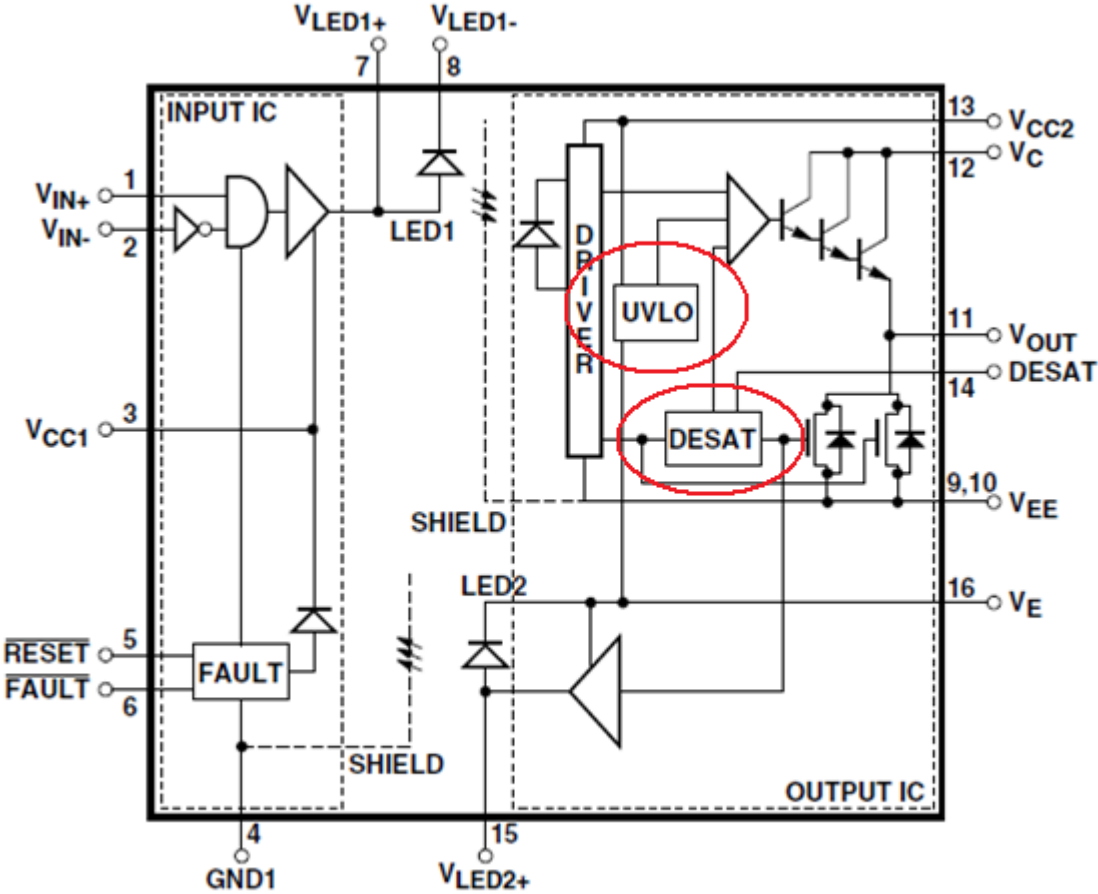 VLED1+ VLED1-
7 8
INPUT IC
13 VCC2
12 VC
VIN+ 1
VIN- 2
LED1
DRIVER
UVLO
11 VOUT
14 DESAT
VCC1 3
DESAT
9,10 VEE
SHIELD
LED2
16 VE
RESET 5
FAULT 6
FAULT
SHIELD
OUTPUT IC
4 15
GND1 VLED2+